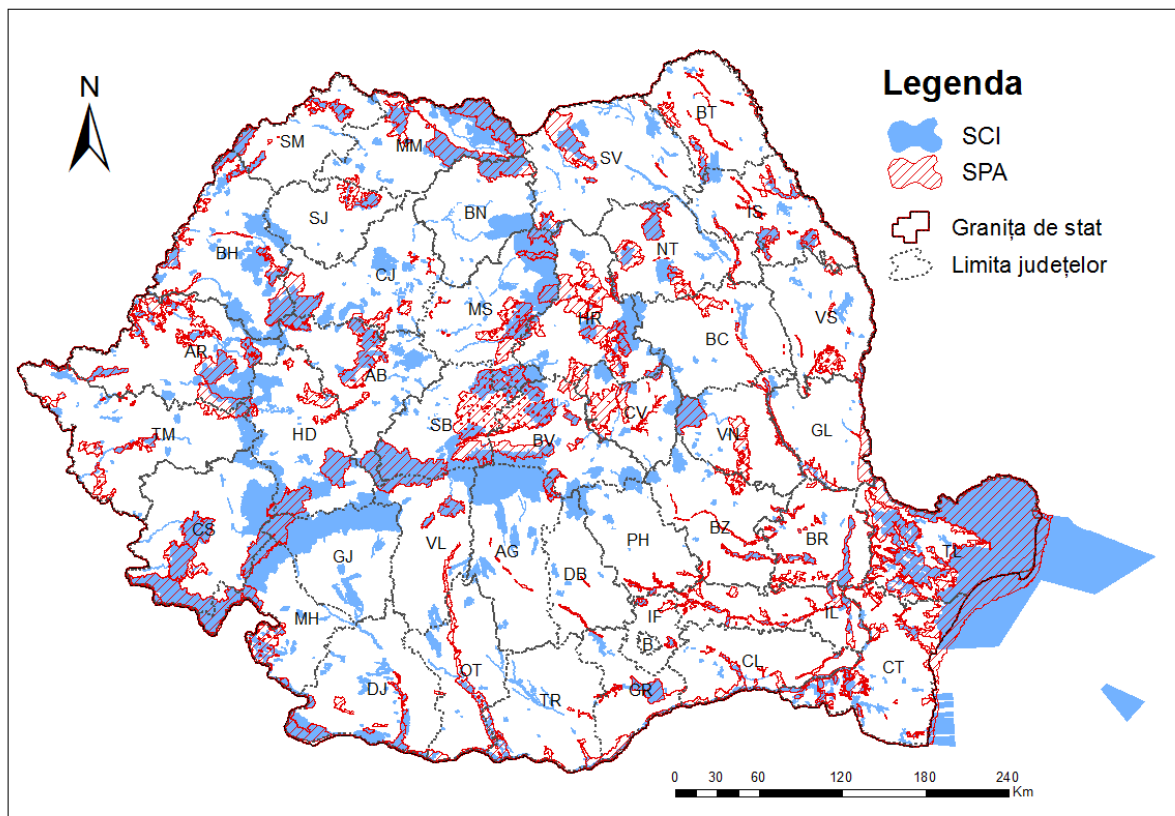 N
Legenda
SCI
SPA
Granița de stat
Limita județelor
BT
SM
MM
SV
SJ
BN
IS
BH
CJ
NT
MS
HR
VS
AR
AB
BC
TM
HD
SB
BV
CV
VN
GL
CS
GJ
VL
AG
PH
BZ
BR
TL
DB
MH
IF
IL
B
CL
CT
DJ
OT
TR
GR
0 30 60 120 180 240
Km